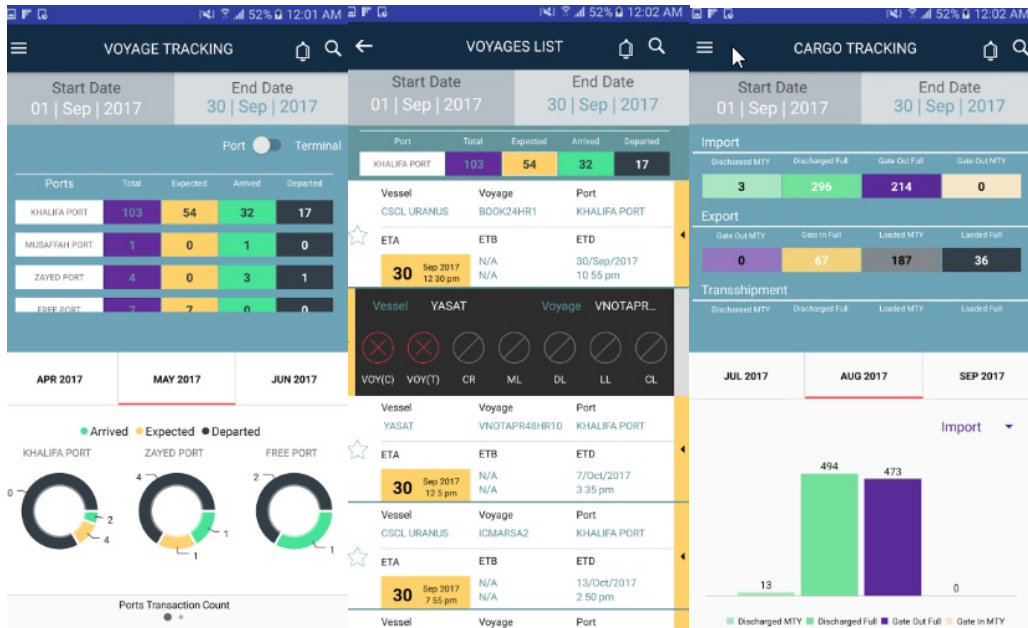 52% 12:01 AM
VOYAGE TRACKING
Start Date
End Date
01 | Sep | 2017
30 | Sep | 2017
Port
Terminal
Ports
Total
Expected
Arrived
Departed
KHALIFA PORT
103
54
32
17
MUSAFFAH PORT
1
0
1
0
ZAYED PORT
4
0
3
1
FREE PORT
7
7
0
0
APR 2017
MAY 2017
JUN 2017
Arrived
Expected
Departed
KHALIFA PORT
ZAYED PORT
FREE PORT
0
2
4
4
1
1
2
1
Ports Transaction Count
52% 12:02 AM
VOYAGES LIST
Start Date
End Date
01 | Sep | 2017
30 | Sep | 2017
Port
Total
Expected
Arrived
Departed
KHALIFA PORT
103
54
32
17
Vessel
Voyage
Port
CSCL URANUS
BOOK24HR1
KHALIFA PORT
ETA
ETB
ETD
30
Sep 2017
12 30 pm
N/A
N/A
30/Sep/2017
10 55 pm
Vessel
YASAT
Voyage
VNOTAPR...
VOY(C)
VOY(T)
CR
ML
DL
LL
CL
Vessel
Voyage
Port
YASAT
VNOTAPR48HR10
KHALIFA PORT
ETA
ETB
ETD
30
Sep 2017
12 5 pm
N/A
N/A
7/Oct/2017
3 35 pm
Vessel
Voyage
Port
CSCL URANUS
ICMARSA2
KHALIFA PORT
ETA
ETB
ETD
30
Sep 2017
7 55 pm
N/A
N/A
13/Oct/2017
2 50 pm
Vessel
Voyage
Port
52% 12:02 AM
CARGO TRACKING
Start Date
End Date
01 | Sep | 2017
30 | Sep | 2017
Import
Discharged MTY
Discharged Full
Gate Out Full
Gate Out MTY
3
296
214
0
Export
Gate Out MTY
Gate In Full
Loaded MTY
Loaded Full
0
67
187
36
Transshipment
Discharged MTY
Discharged Full
Loaded MTY
Loaded Full
JUL 2017
AUG 2017
SEP 2017
Import
13
494
473
0
Discharged MTY
Discharged Full
Gate Out Full
Gate In MTY